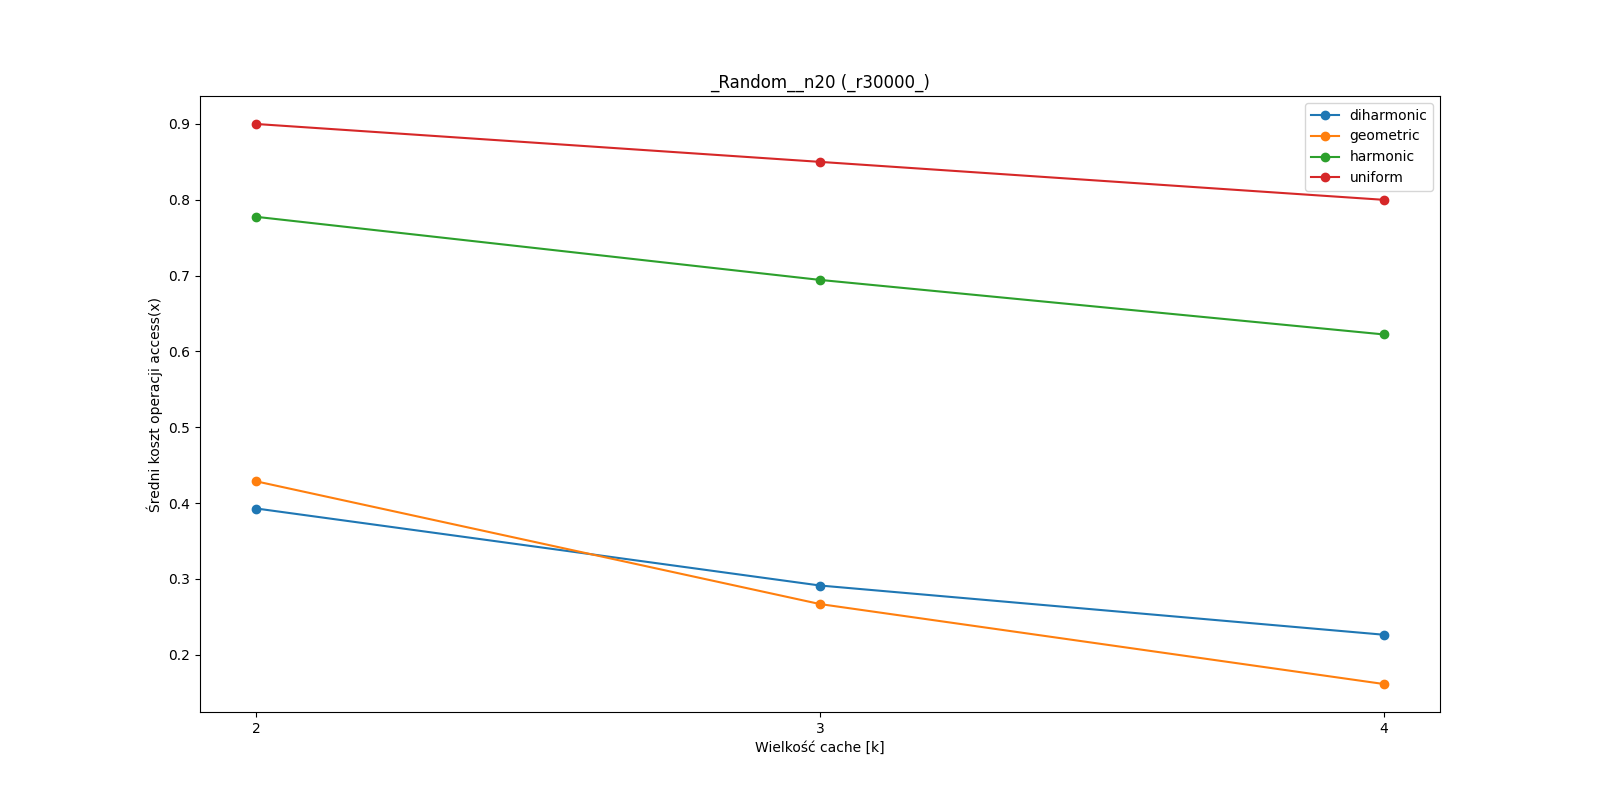 _Random__n20 (_r30000_)
diharmonic
geometric
harmonic
uniform
0.9
0.8
0.7
0.6
0.5
0.4
0.3
0.2
Średni koszt operacji access(x)
2
3
4
Wielkość cache [k]